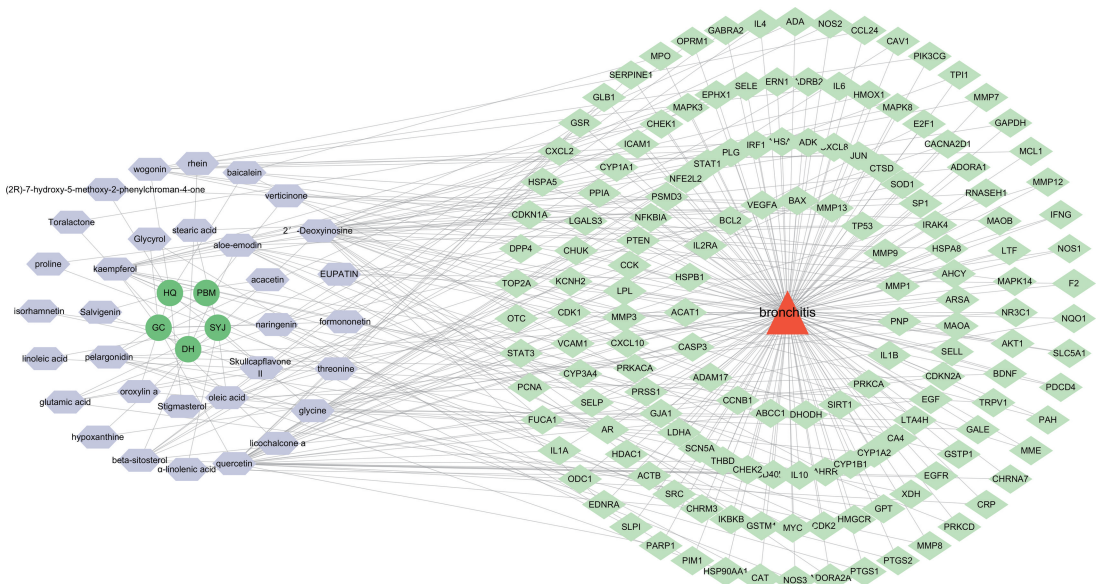 wogonin
rhein
baicalein
(2R)-7-hydroxy-5-methoxy-2-phenylchroman-4-one
verticinone
Toralactone
Glycyrol
stearic acid
2'-Deoxyinosine
proline
kaempferol
aloe-emodin
acacetin
EUPATIN
HQ
PBM
isorhamnetin
Salvigenin
GC
SYJ
naringenin
formononetin
DH
linoleic acid
pelargonidin
Skullcapflavone
II
threonine
glutamic acid
oroxylin a
Stigmasterol
oleic acid
glycine
hypoxanthine
licochalcone a
beta-sitosterol
α-linolenic acid
quercetin
bronchitis
MPO
OPRM1
GABRA2
IL4
ADA
NOS2
CCL24
CAV1
PIK3CG
TPI1
MMP7
GAPDH
MCL1
MMP12
IFNG
NOS1
F2
NQO1
SLC5A1
PDCD4
PAH
MME
CHRNA7
CRP
PRKCD
MMP8
PTGS2
PTGS1
ADORA2A
NOS3
CAT
HSP90AA1
PIM1
PARP1
SLPI
EDNRA
ODC1
IL1A
FUCA1
PCNA
STAT3
OTC
TOP2A
DPP4
CDKN1A
HSPA5
CXCL2
GSR
GLB1
SERPINE1
CYP1A1
ICAM1
CHEK1
MAPK3
EPHX1
SELE
ERN1
ADRB2
IL6
HMOX1
MAPK8
E2F1
CACNA2D1
ADORA1
RNASEH1
MAOB
LTF
MAPK14
NR3C1
AKT1
BDNF
TRPV1
GALE
GSTP1
EGFR
XDH
GPT
HMGCR
CDK2
MYC
IKBKB
CHRM3
SRC
ACTB
HDAC1
AR
SELP
CYP3A4
VCAM1
CDK1
KCNH2
CHUK
LGALS3
PPIA
PSMD3
NFE2L2
STAT1
PLG
IRF1
ADK
CXCL8
JUN
CTSD
SOD1
SP1
IRAK4
HSPA8
AHCY
ARSA
MAOA
SELL
CDKN2A
EGF
LTA4H
CA4
CYP1A2
CYP1B1
AHRR
IL10
CHEK2
THBD
SCN5A
LDHA
GJA1
PRSS1
PRKACA
CXCL10
MMP3
LPL
CCK
PTEN
NFKBIA
BCL2
VEGFA
BAX
MMP13
TP53
MMP9
MMP1
PNP
IL1B
PRKCA
SIRT1
DHODH
ABCC1
CCNB1
ADAM17
CASP3
ACAT1
HSPB1
IL2RA